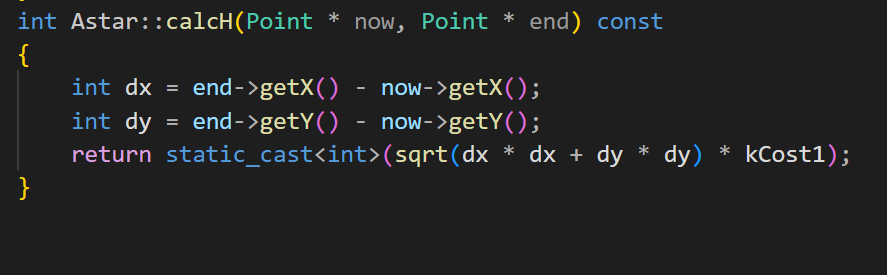 int Astar::calcH(Point * now, Point * end) const
{
int dx = end->getX() - now->getX();
int dy = end->getY() - now->getY();
return static_cast<int>(sqrt(dx * dx + dy * dy) * kCost1);
}